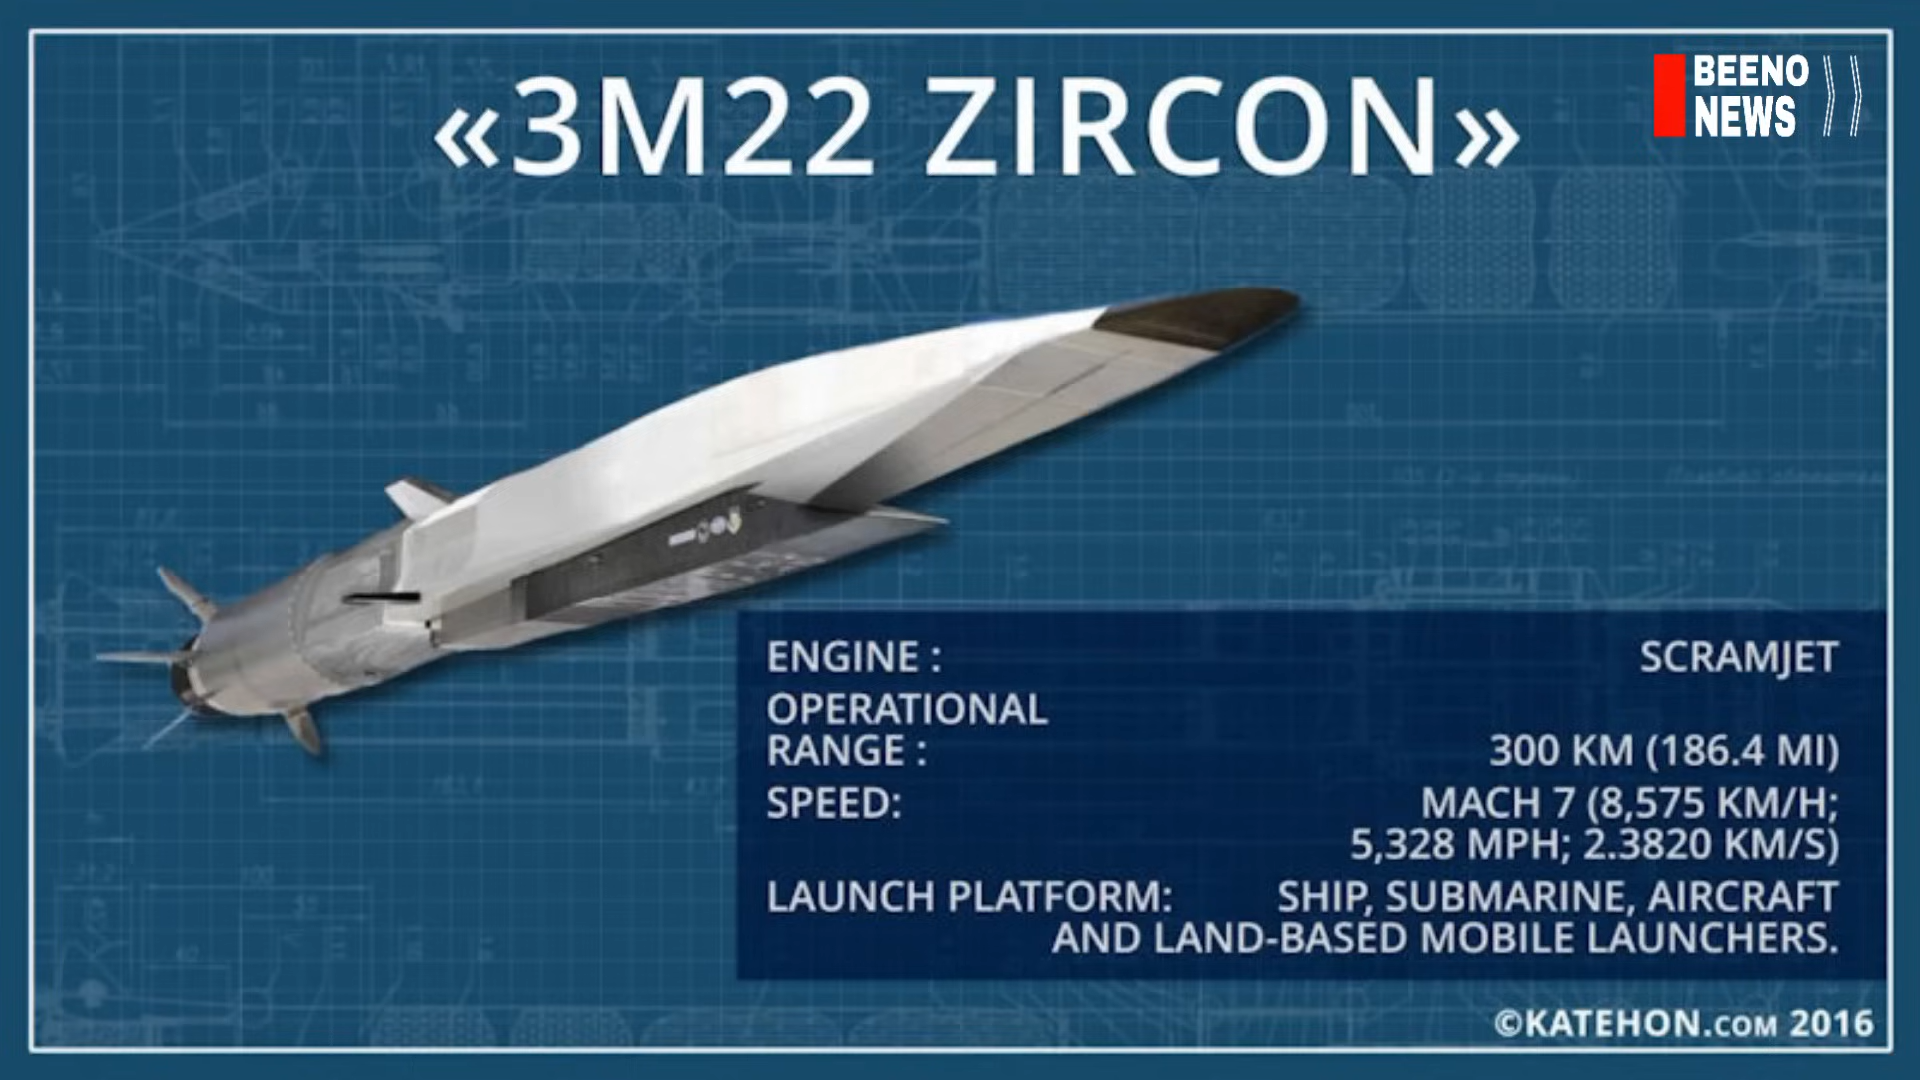 «3M22 ZIRCON»
BEENO
NEWS
ENGINE : SCRAMJET
OPERATIONAL
RANGE : 300 KM (186.4 MI)
SPEED: MACH 7 (8,575 KM/H;
5,328 MPH; 2.3820 KM/S)
LAUNCH PLATFORM: SHIP, SUBMARINE, AIRCRAFT
AND LAND-BASED MOBILE LAUNCHERS.
©KATEHON.COM 2016